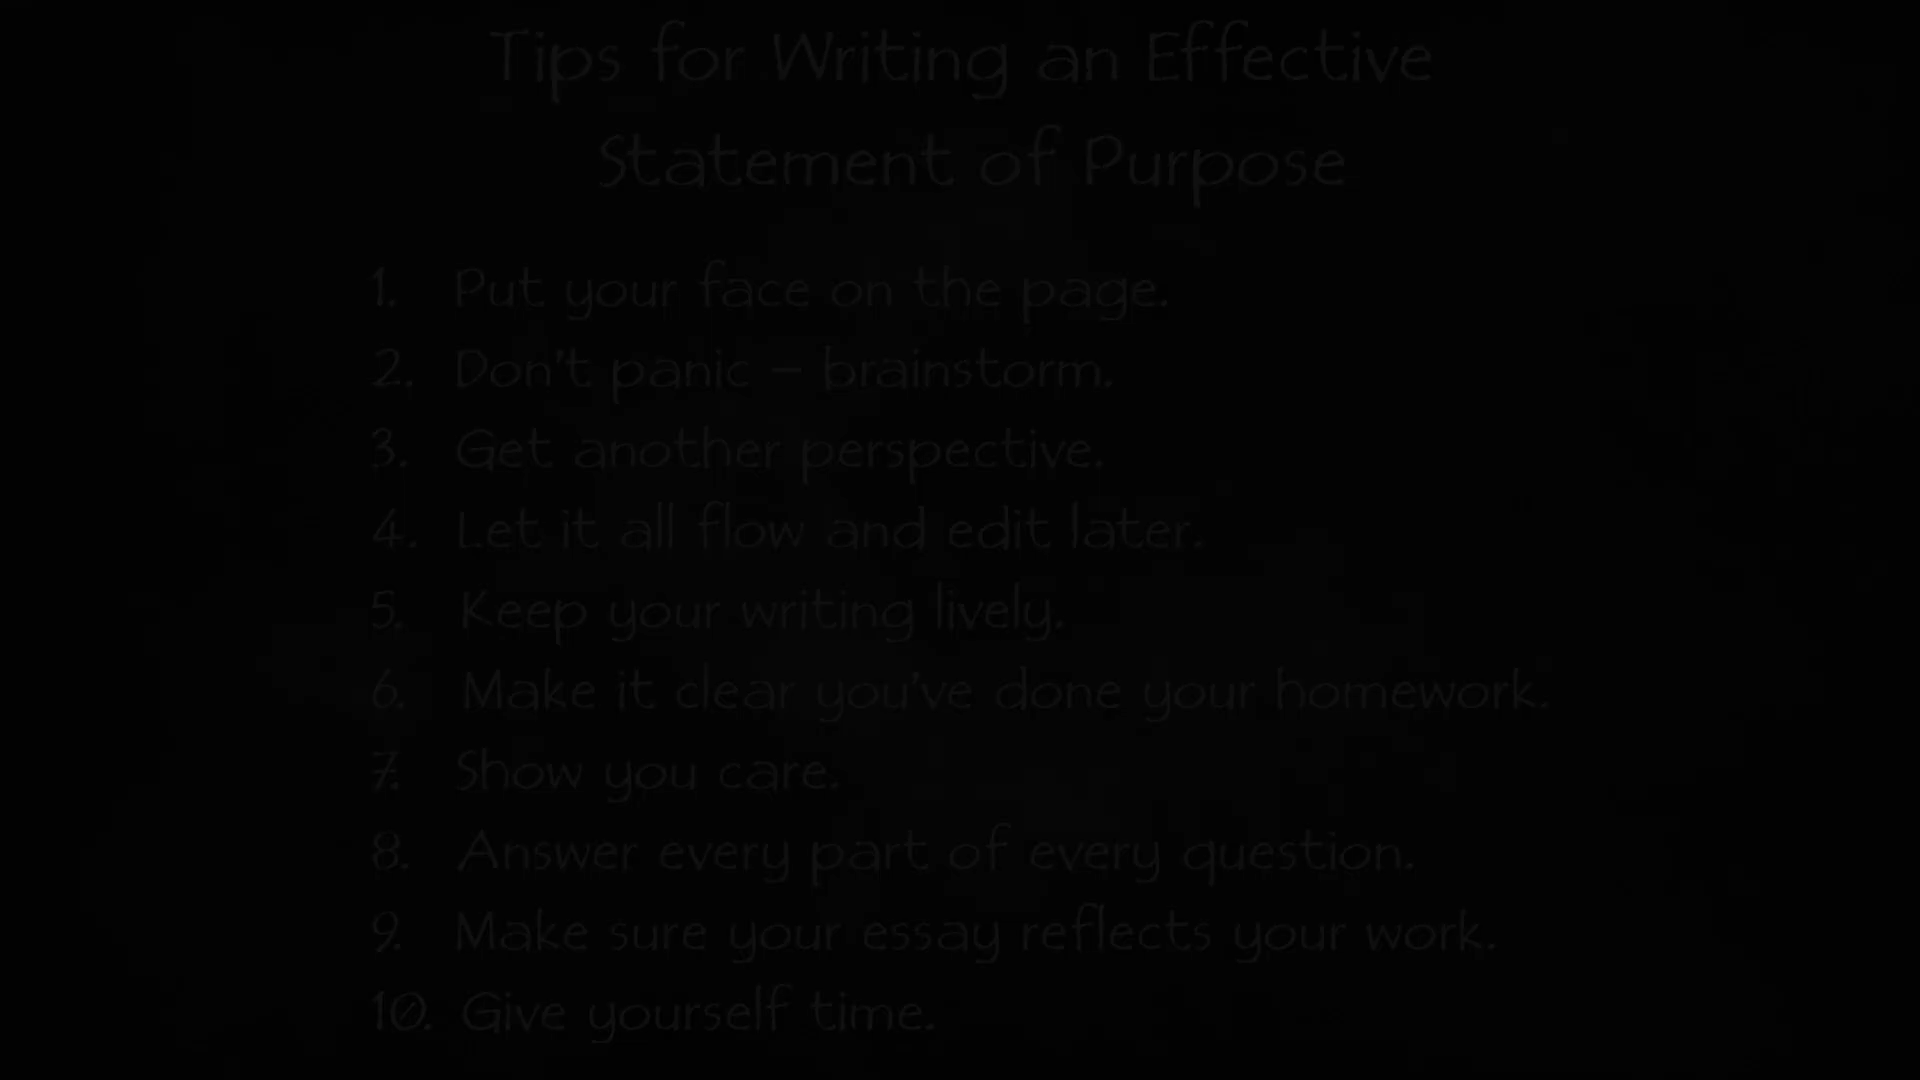 Tips for Writing an Effective
Statement of Purpose
1. Put your face on the page.
2. Don't panic – brainstorm.
3. Get another perspective.
4. Let it all flow and edit later.
5. Keep your writing lively.
6. Make it clear you've done your homework.
7. Show you care.
8. Answer every part of every question.
9. Make sure your essay reflects your work.
10. Give yourself time.